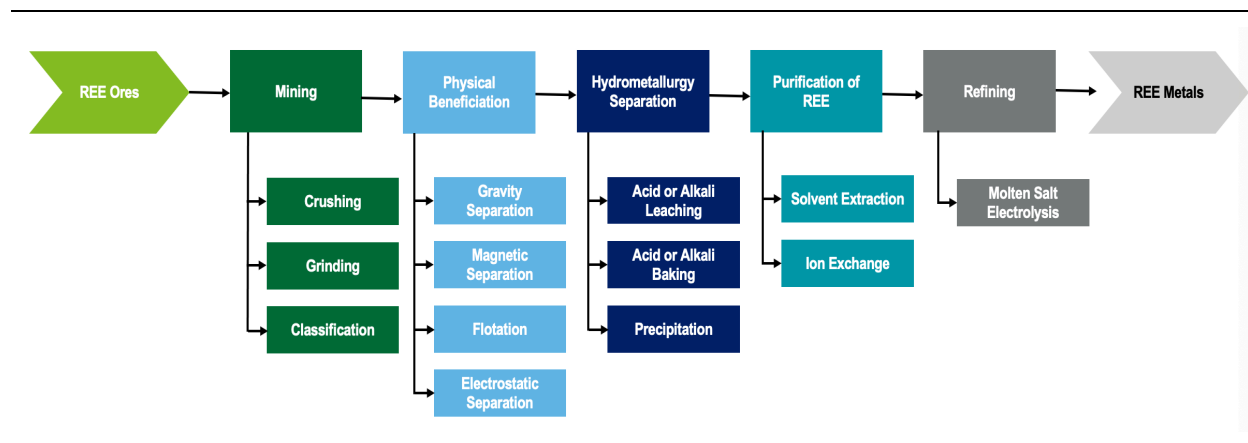 REE Ores
Mining
Physical
Beneficiation
Hydrometallurgy
Separation
Purification of
REE
Refining
REE Metals
Crushing
Grinding
Classification
Gravity
Separation
Magnetic
Separation
Flotation
Electrostatic
Separation
Acid or Alkali
Leaching
Acid or Alkali
Baking
Precipitation
Solvent Extraction
Ion Exchange
Molten Salt
Electrolysis